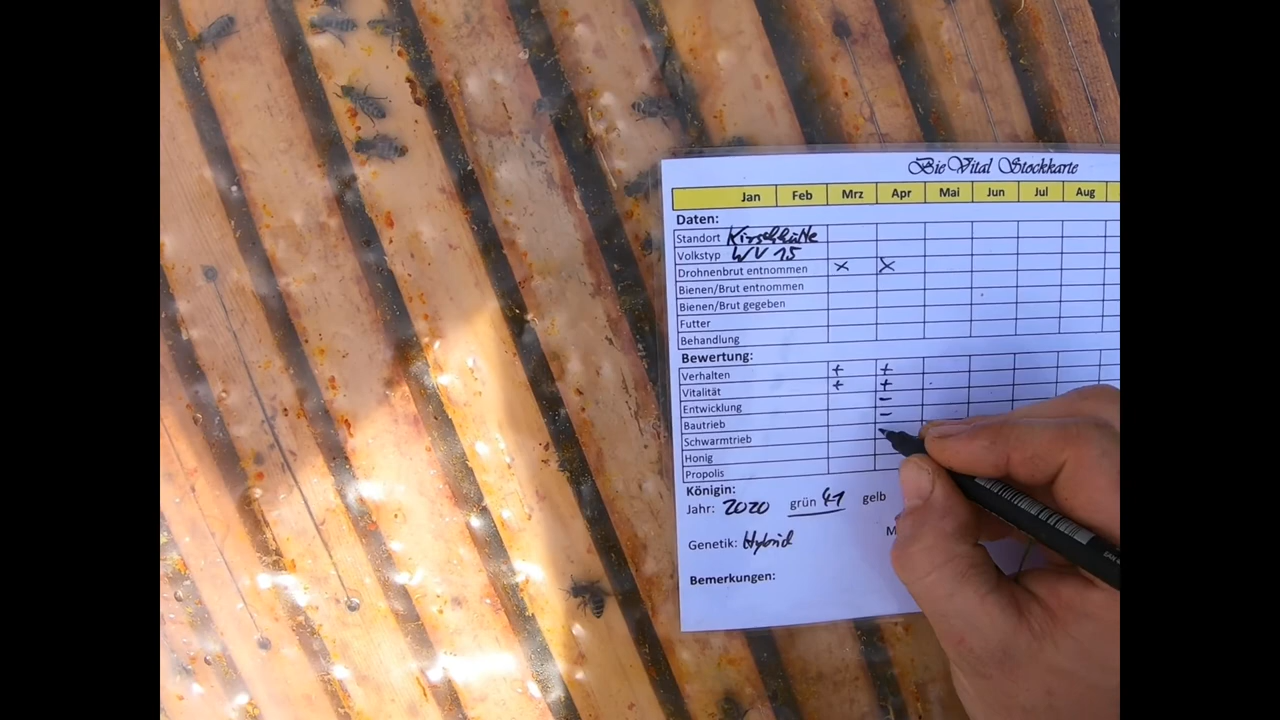 BieVital Stockkarte
Jan Feb Mrz Apr Mai Jun Jul Aug
Daten:
Standort Kirschhütte
Volkstyp WV 15
Drohnenbrut entnommen x x
Bienen/Brut entnommen
Bienen/Brut gegeben
Futter
Behandlung
Bewertung:
Verhalten + +
Vitalität + +
Entwicklung -
Bautrieb -
Schwarmtrieb
Honig
Propolis
Königin:
Jahr: 2020 grün 41 gelb
Genetik: Hybrid M
Bemerkungen: